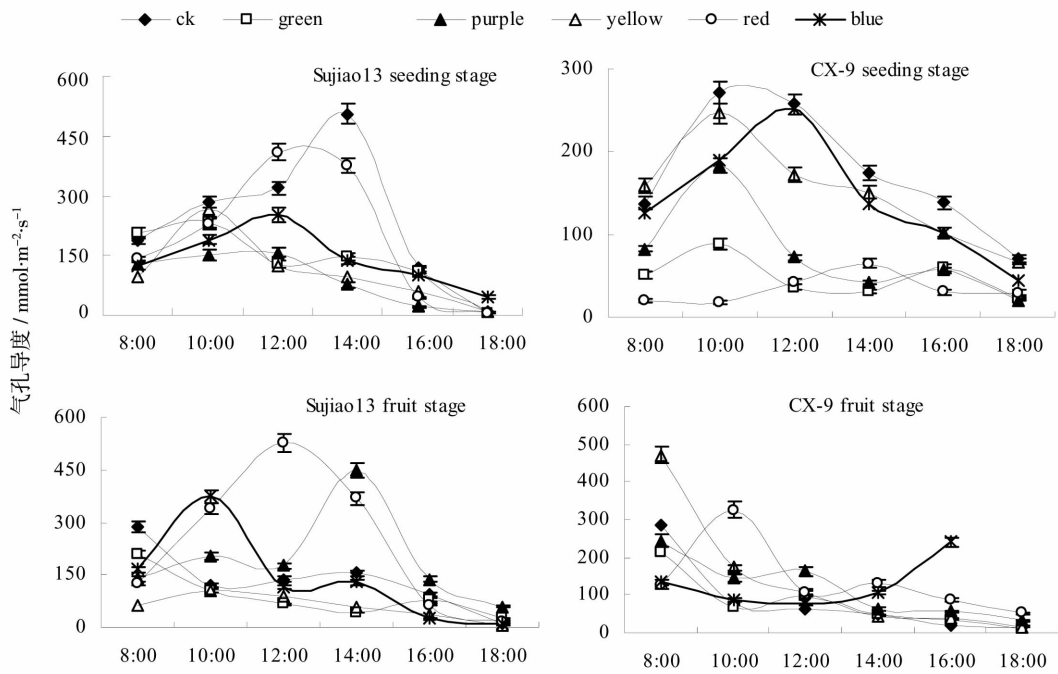 ck green purple yellow red blue
气孔导度 / mmol·m⁻²·s⁻¹
Sujiao13 seeding stage
600
450
300
150
0
8:00 10:00 12:00 14:00 16:00 18:00
CX-9 seeding stage
300
200
100
0
8:00 10:00 12:00 14:00 16:00 18:00
Sujiao13 fruit stage
600
450
300
150
0
8:00 10:00 12:00 14:00 16:00 18:00
CX-9 fruit stage
600
500
400
300
200
100
0
8:00 10:00 12:00 14:00 16:00 18:00